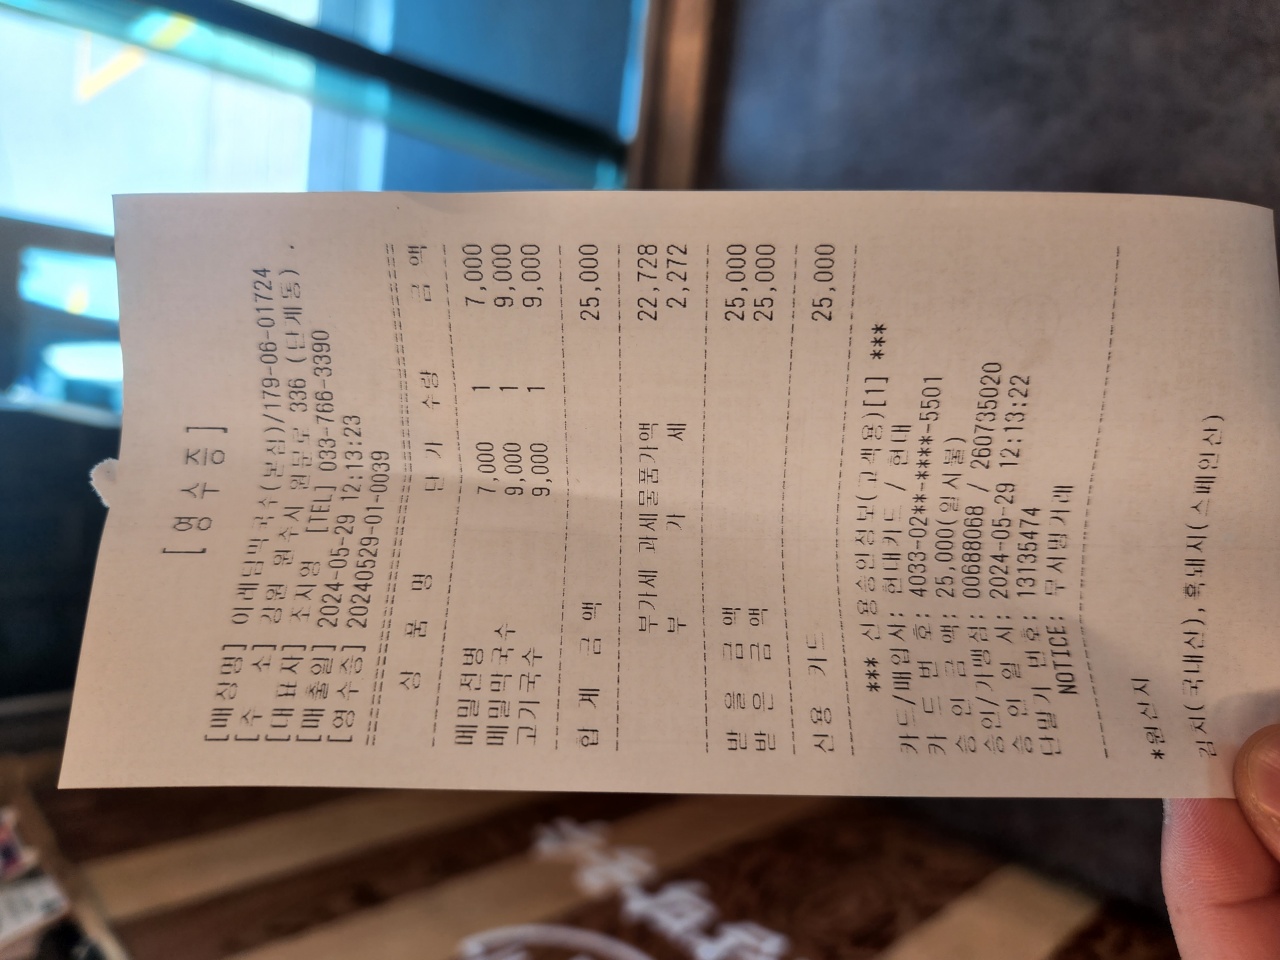 [ 영 수 증 ]
[매장명] 이레담막국수(본점)/179-06-01724
[주 소] 강원 원주시 원문로 336 (단계동) .
[대표자] 조지영 [TEL] 033-766-3390
[매출일] 2024-05-29 12:13:23
[영수증] 20240529-01-0039
상 품 명 단 가 수량 금 액
메밀전병 7,000 1 7,000
메밀막국수 9,000 1 9,000
고기국수 9,000 1 9,000
합 계 금 액 25,000
부가세 과세물품가액 22,728
부 가 세 2,272
받 을 금 액 25,000
받 은 금 액 25,000
신용 카드 25,000
*** 신용승인정보(고객용)[1] ***
카드/매입사: 현대카드 / 현대
카 드 번 호: 4033-02**-****-5501
승 인 금 액: 25,000(일시불)
승인/가맹점: 00688068 / 260735020
승 인 일 시: 2024-05-29 12:13:22
단말기 번호: 13135474
NOTICE: 무서명거래
*원산지
김치(국내산), 흑돼지(스페인산)